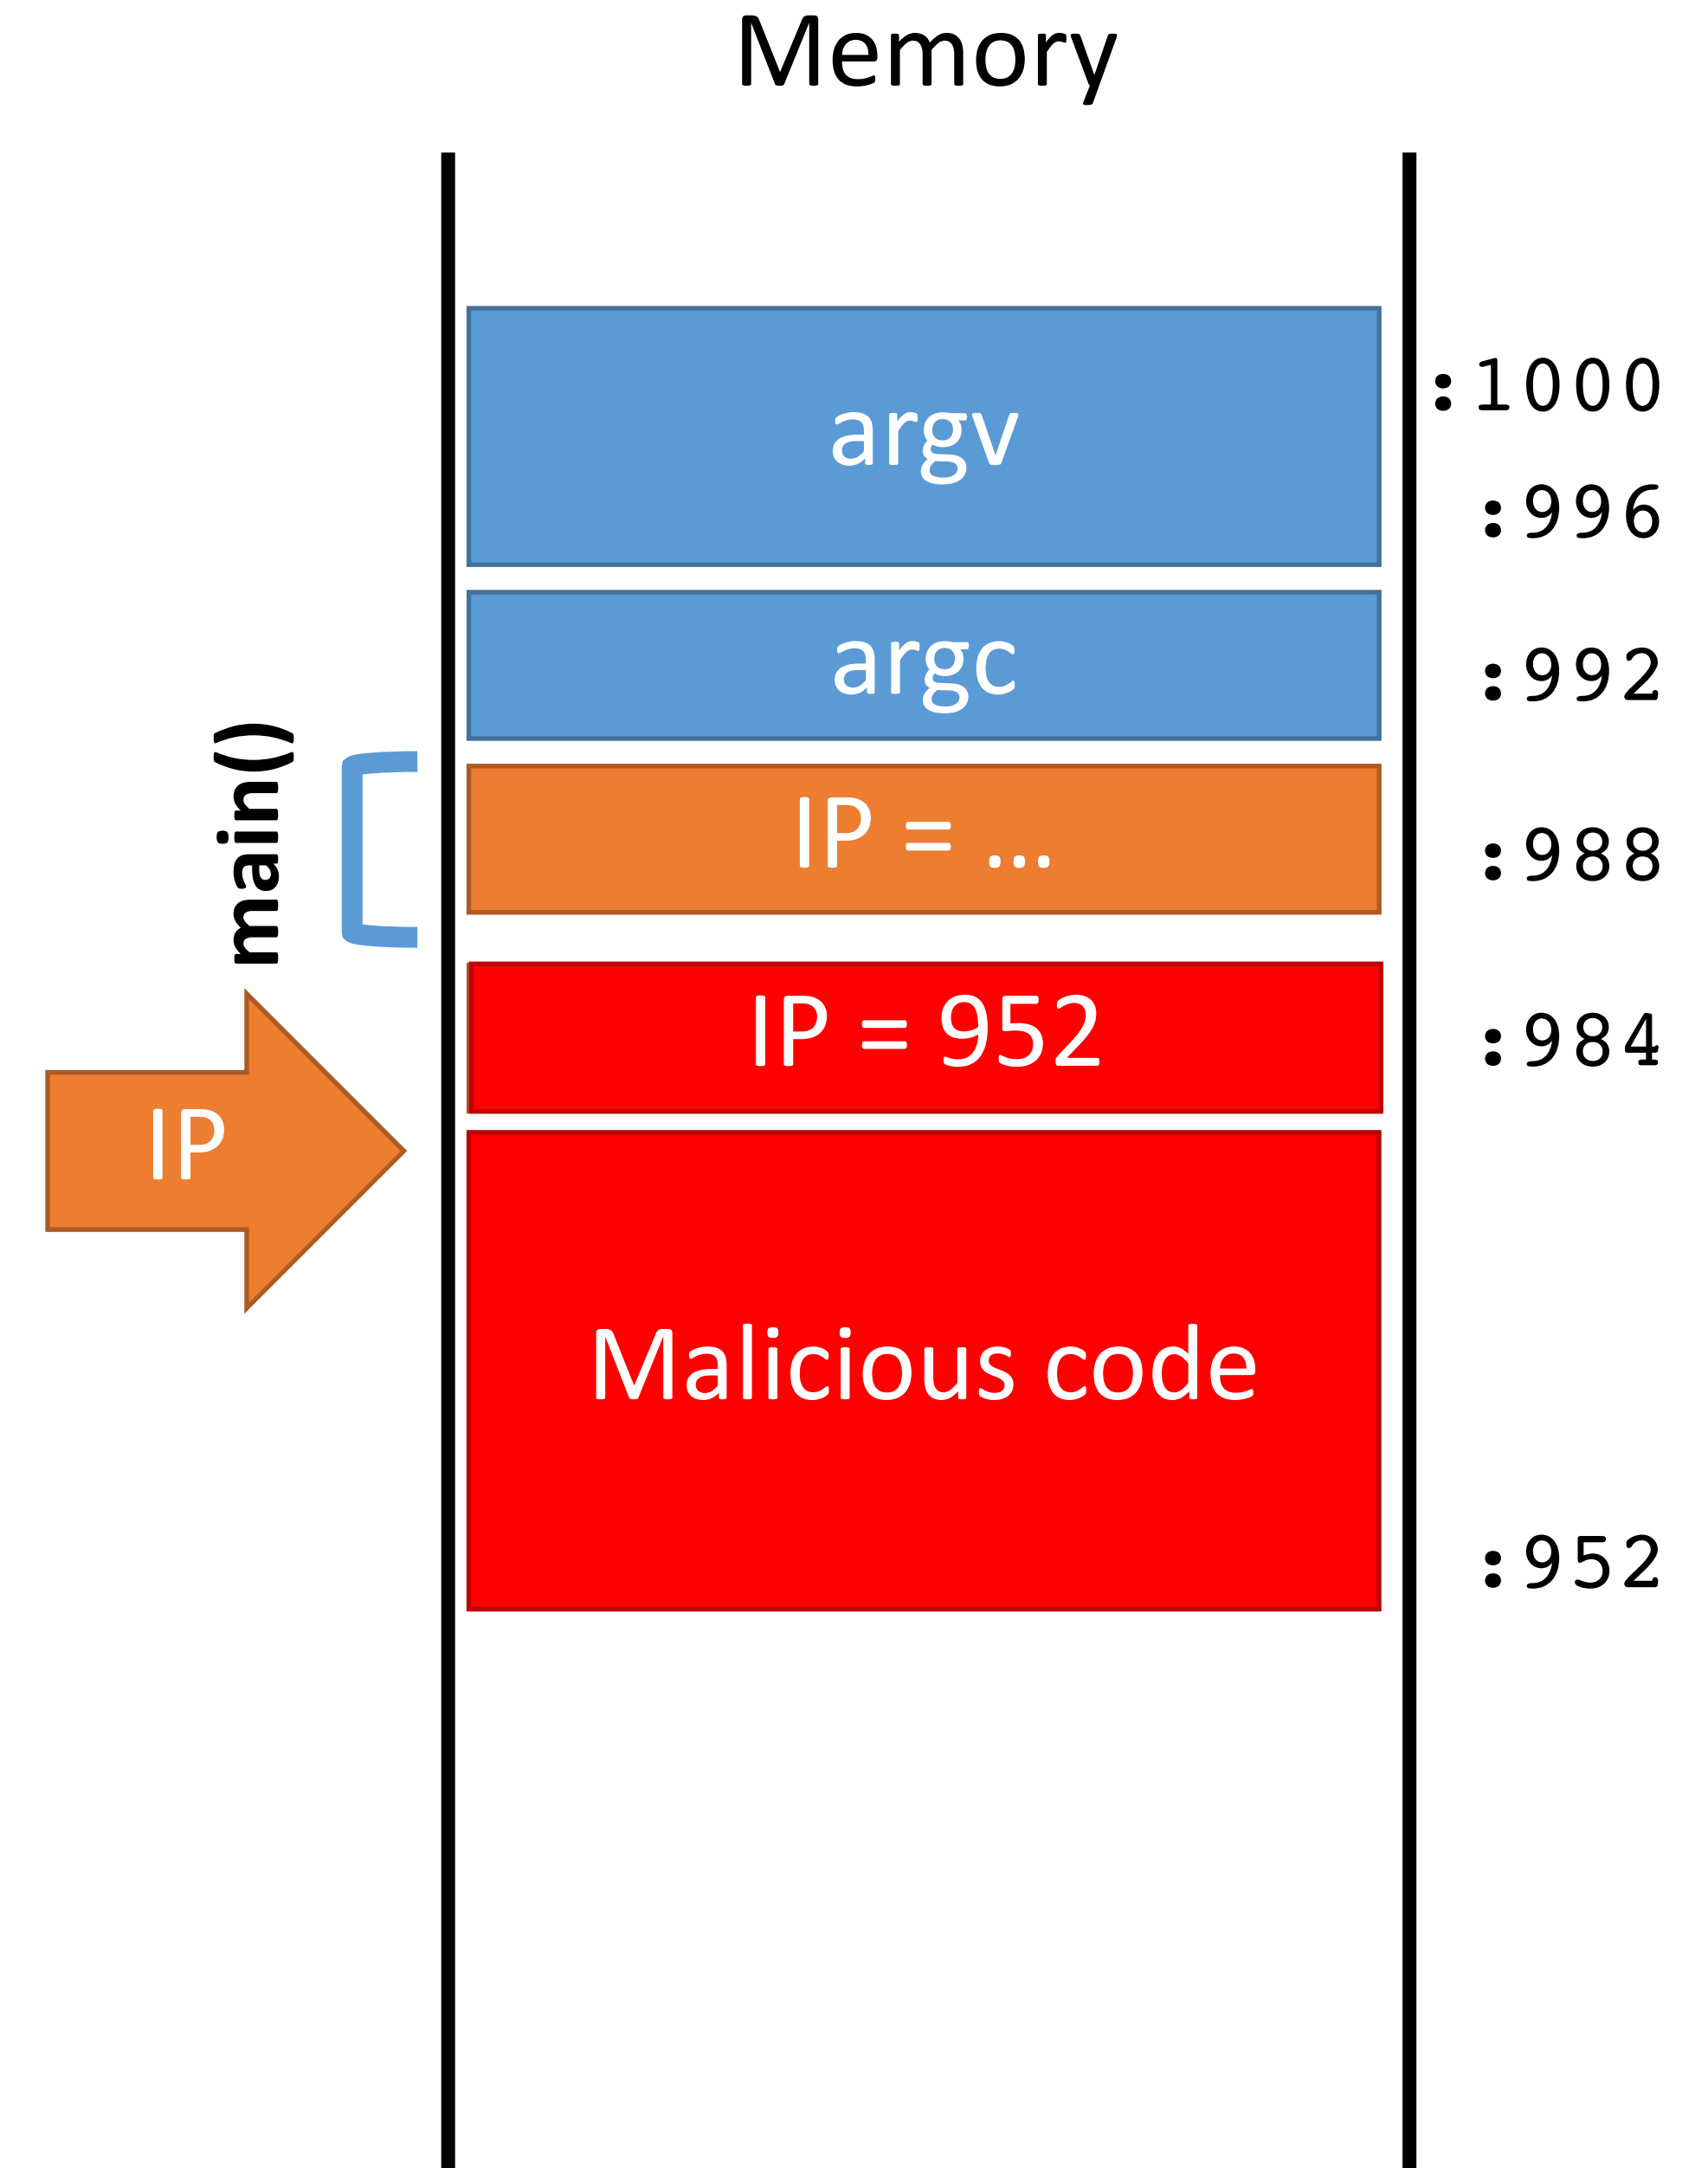 Memory
argv
:1000
:996
argc
:992
main()
IP = ...
:988
IP = 952
:984
IP
Malicious code
:952